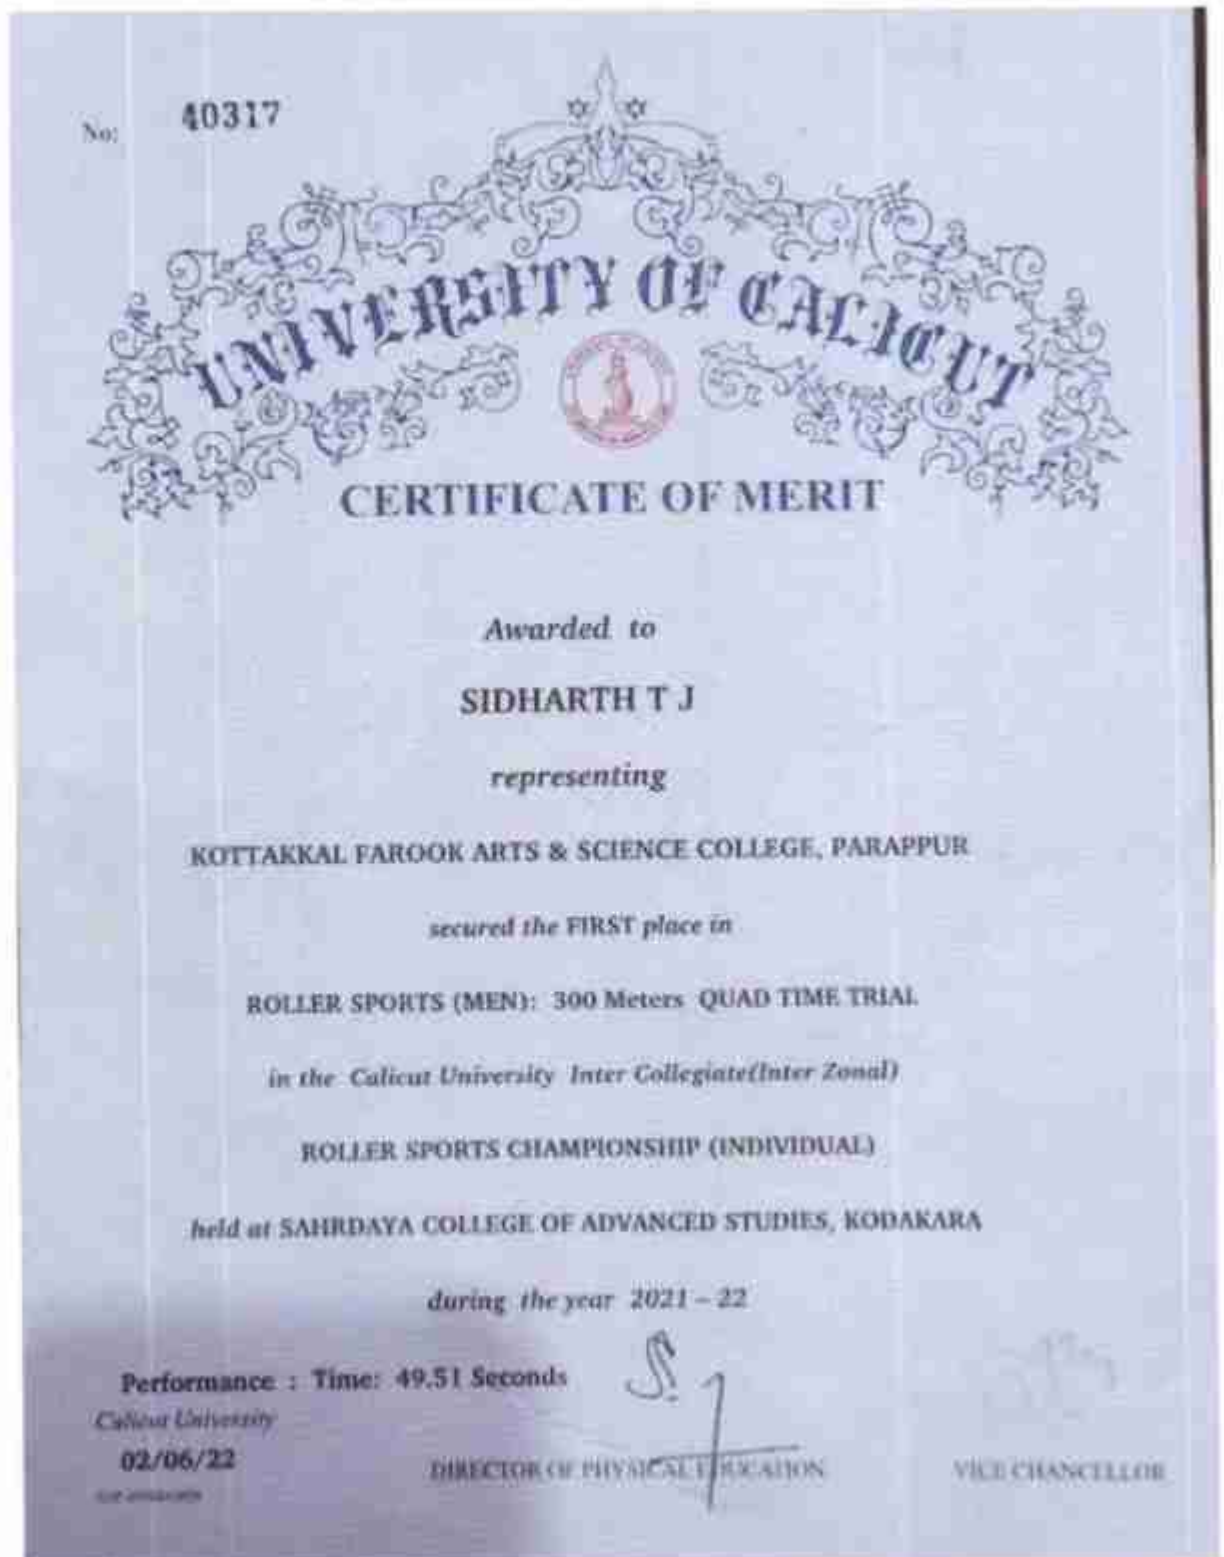 No: 40317
UNIVERSITY OF CALICUT
CERTIFICATE OF MERIT
Awarded to
SIDHARTH T J
representing
KOTTAKKAL FAROOK ARTS & SCIENCE COLLEGE, PARAPPUR
secured the FIRST place in
ROLLER SPORTS (MEN): 300 Meters QUAD TIME TRIAL
in the Calicut University Inter Collegiate(Inter Zonal)
ROLLER SPORTS CHAMPIONSHIP (INDIVIDUAL)
held at SAHRDAYA COLLEGE OF ADVANCED STUDIES, KODAKARA
during the year 2021 – 22
Performance : Time: 49.51 Seconds
Calicut University
02/06/22
DIRECTOR OF PHYSICAL EDUCATION
VICE CHANCELLOR